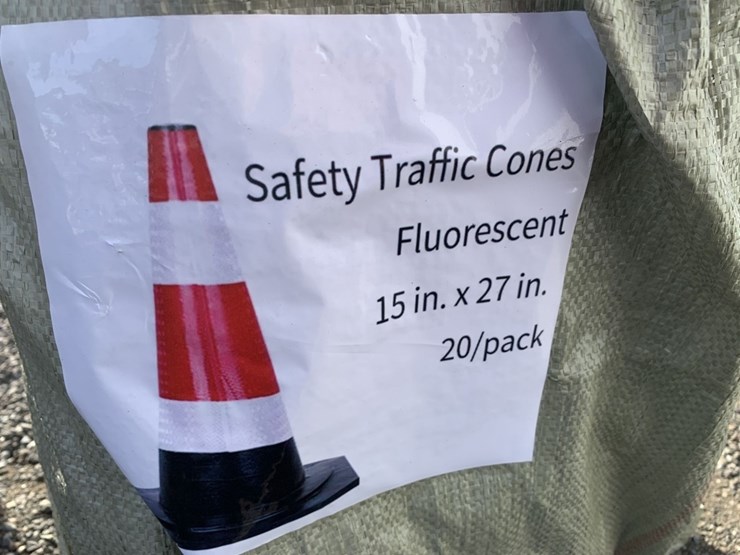 Safety Traffic Cones
Fluorescent
15 in. x 27 in.
20/pack